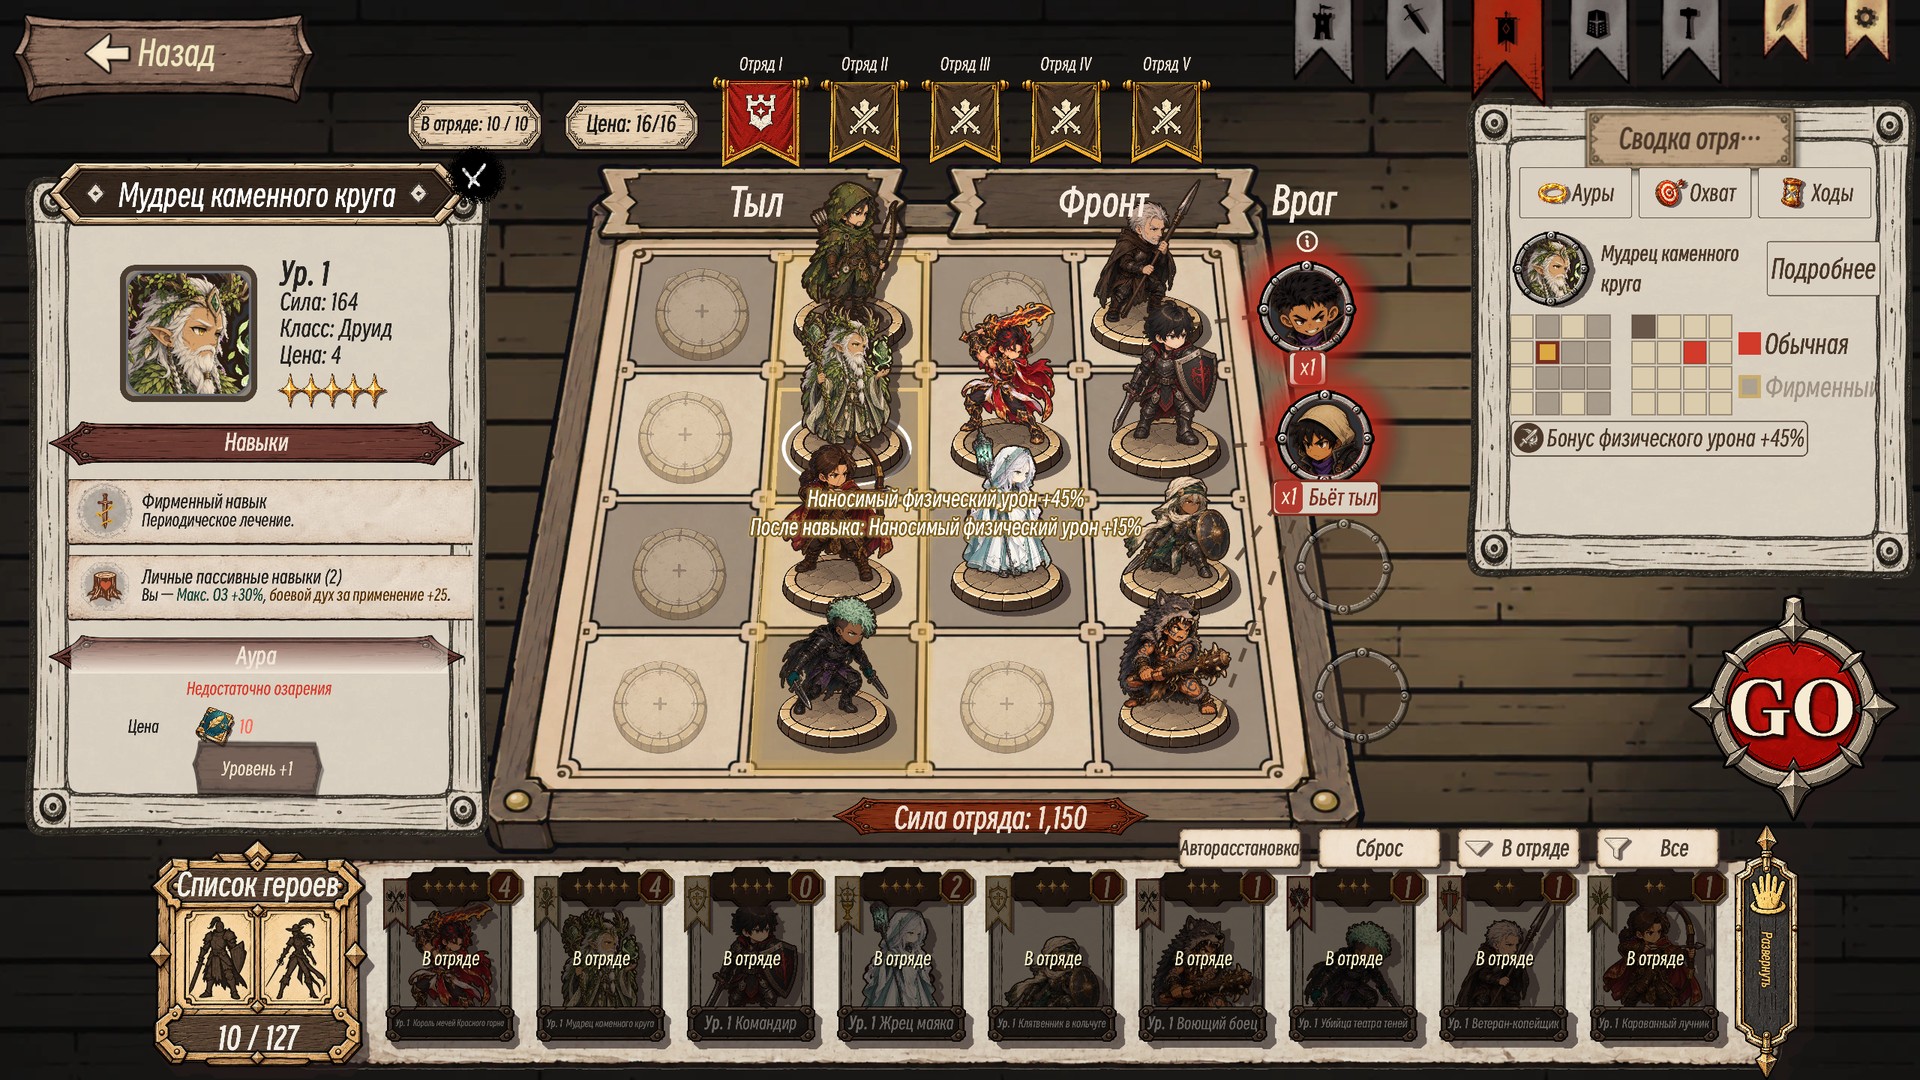 Назад
Отряд I
Отряд II
Отряд III
Отряд IV
Отряд V
В отряде: 10 / 10
Цена: 16/16
Мудрец каменного круга
Ур. 1
Сила: 164
Класс: Друид
Цена: 4
Навыки
Фирменный навык
Периодическое лечение.
Личные пассивные навыки (2)
Вы — Макс. ОЗ +30%, боевой дух за применение +25.
Аура
Недостаточно озарения
Цена
10
Уровень +1
Тыл
Фронт
Враг
x1
x1
Бьёт тыл
Наносимый физический урон +45%
После навыка: Наносимый физический урон +15%
Сила отряда: 1,150
Сводка отря...
Ауры
Охват
Ходы
Мудрец каменного
круга
Подробнее
Обычная
Фирменный
Бонус физического урона +45%
GO
Авторасстановка
Сброс
В отряде
Все
Список героев
10 / 127
4
В отряде
Ур. 1 Король мечей Красного горна
4
В отряде
Ур. 1 Мудрец каменного круга
0
В отряде
Ур. 1 Командир
2
В отряде
Ур. 1 Жрец маяка
1
В отряде
Ур. 1 Клятвенник в кольчуге
1
В отряде
Ур. 1 Воющий боец
1
В отряде
Ур. 1 Убийца театра теней
1
В отряде
Ур. 1 Ветеран-копейщик
1
В отряде
Ур. 1 Караванный лучник
Развернуть